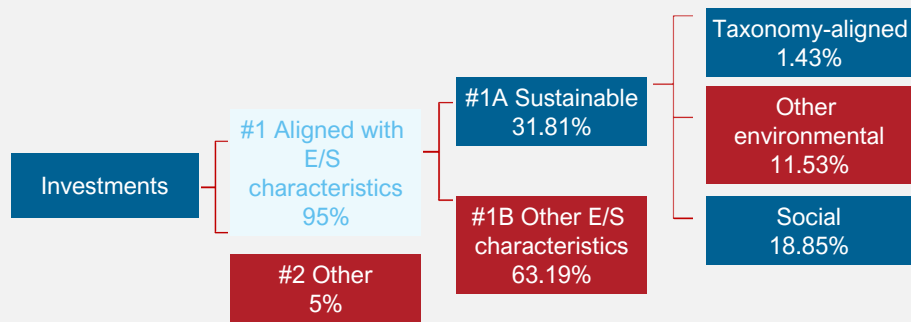 Investments
#1 Aligned with
E/S
characteristics
95%
#2 Other
5%
#1A Sustainable
31.81%
#1B Other E/S
characteristics
63.19%
Taxonomy-aligned
1.43%
Other
environmental
11.53%
Social
18.85%